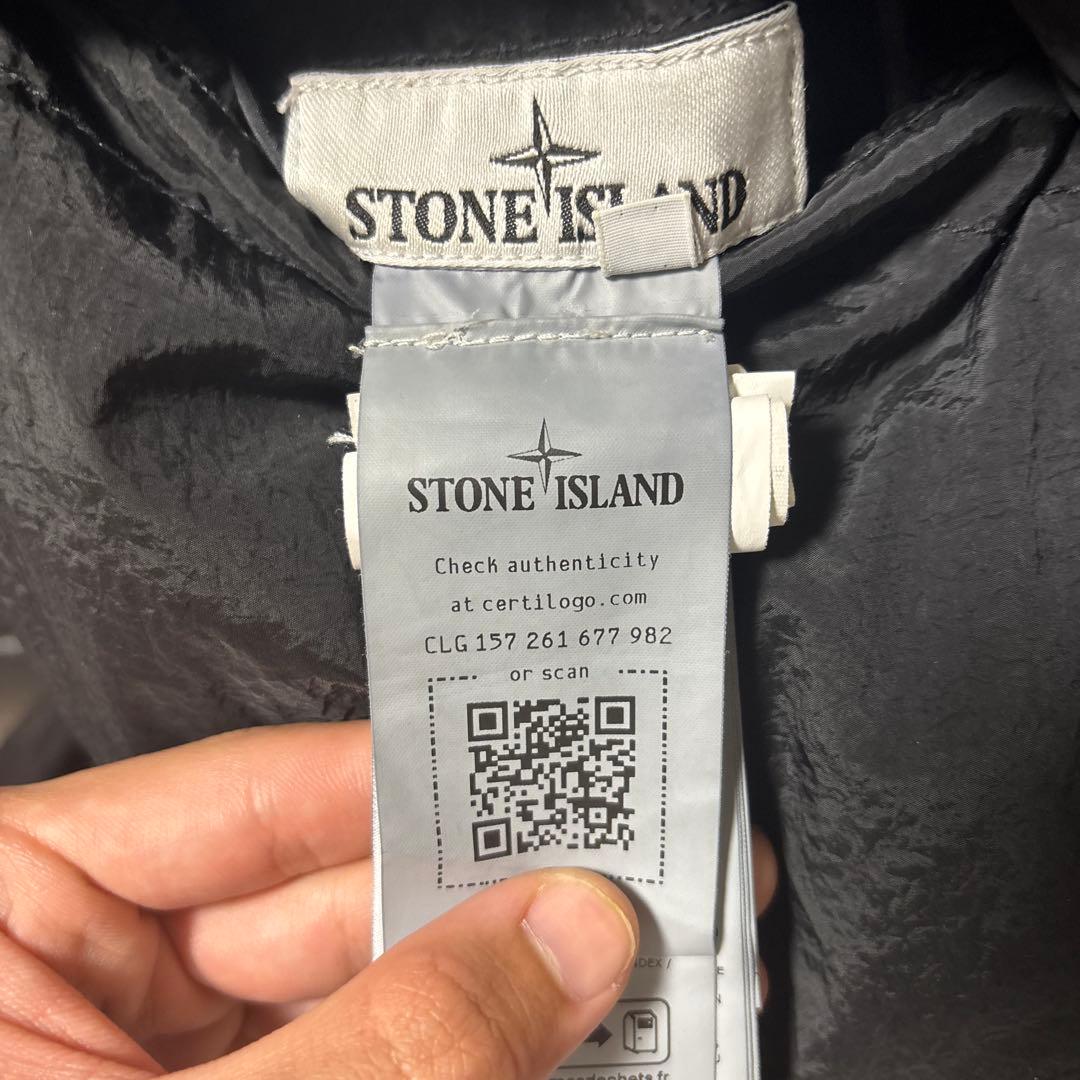 STONE ISLAND
STONE ISLAND
Check authenticity
at certilogo.com
CLG 157 261 677 982
or scan